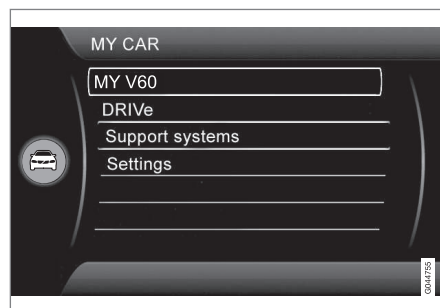 MY CAR
MY V60
DRIVe
Support systems
Settings
G044755